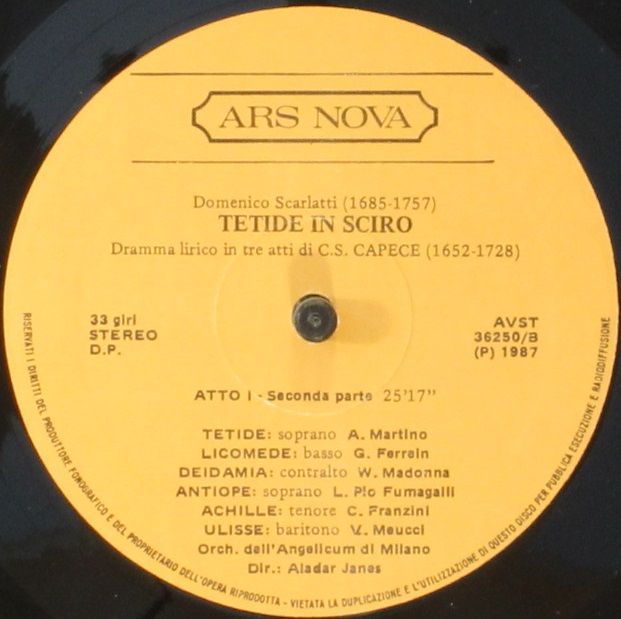 ARS NOVA
Domenico Scarlatti (1685-1757)
TETIDE IN SCIRO
Dramma lirico in tre atti di C.S. CAPECE (1652-1728)
33 giri
STEREO
D.P.
AVST
36250/B
(P) 1987
ATTO I - Seconda parte 25'17"
TETIDE: soprano A. Martino
LICOMEDE: basso G. Ferrein
DEIDAMIA: contralto W. Madonna
ANTIOPE: soprano L. Pio Fumagalli
ACHILLE: tenore C. Franzini
ULISSE: baritono V. Meucci
Orch. dell'Angelicum di Milano
Dir.: Aladar Janes
RISERVATI I DIRITTI DEL PRODUTTORE FONOGRAFICO E DEL PROPRIETARIO DELL'OPERA RIPRODOTTA - VIETATA LA DUPLICAZIONE E L'UTILIZZAZIONE DI QUESTO DISCO PER PUBBLICA ESECUZIONE E RADIODIFFUSIONE